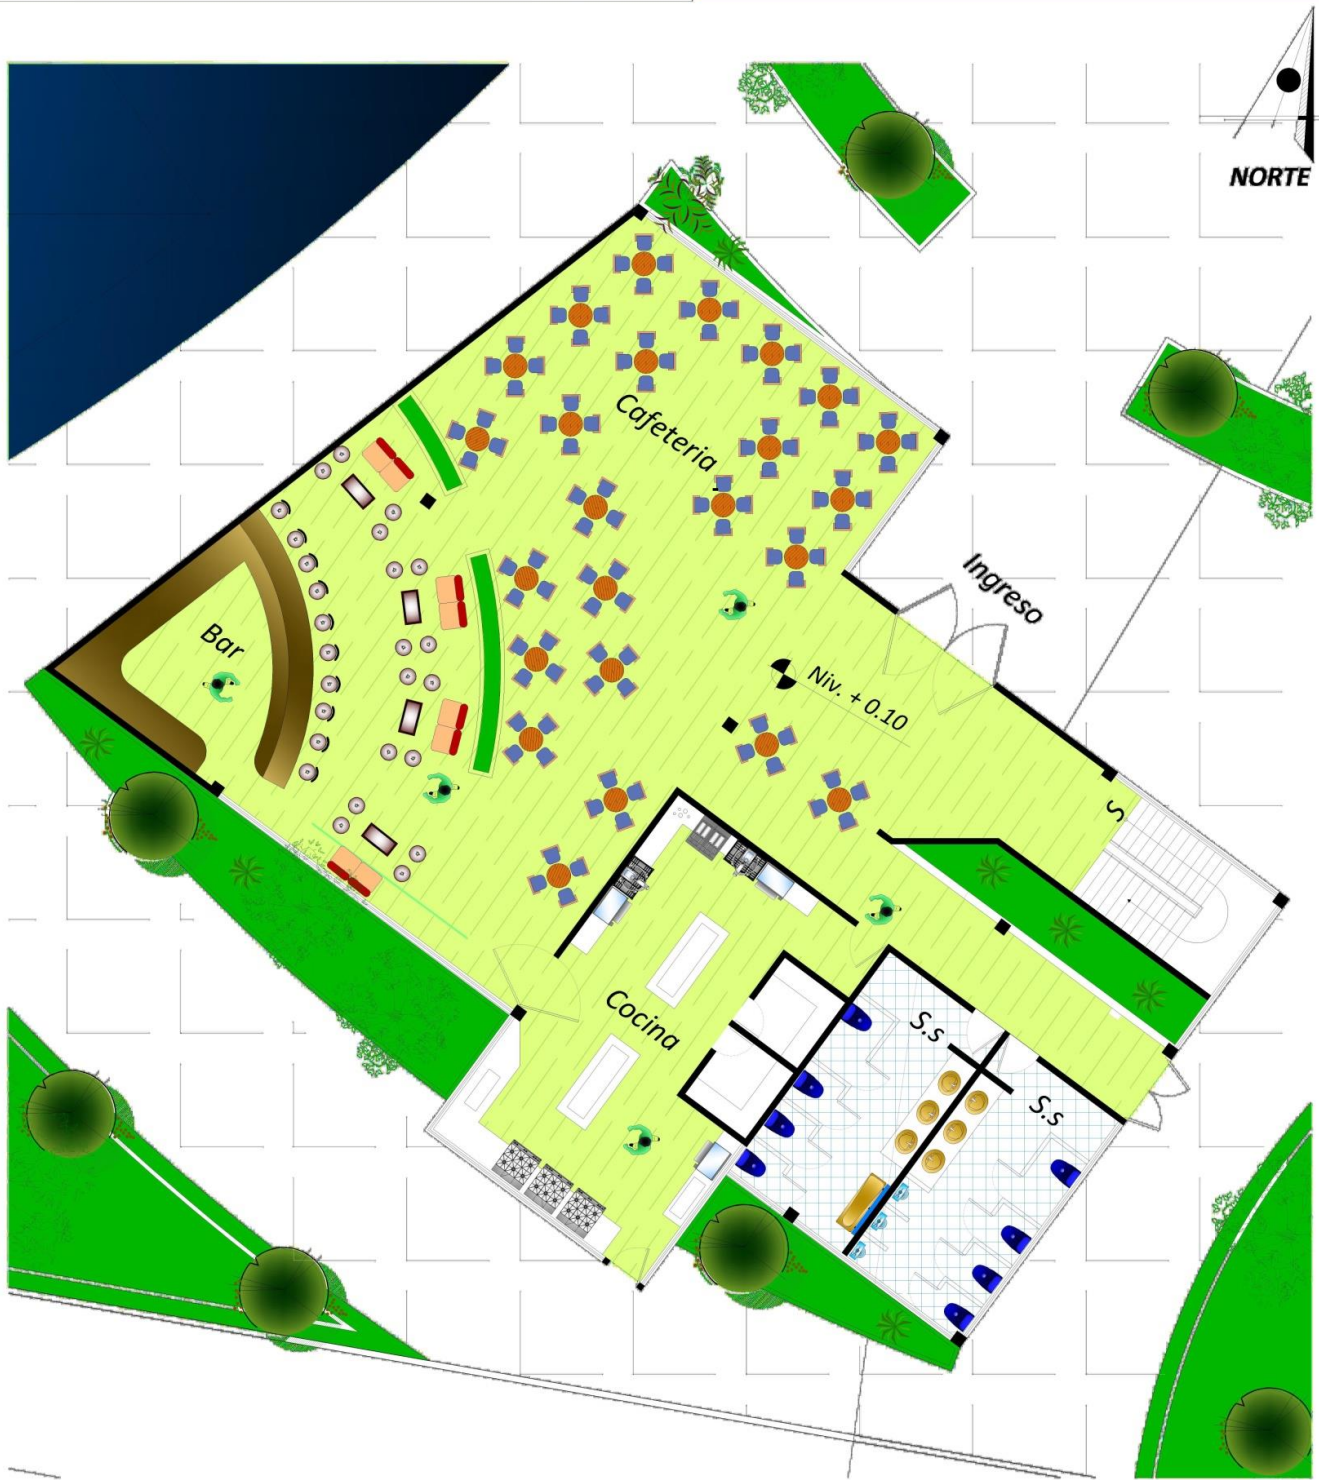 NORTE
Cafeteria
Ingreso
Bar
Niv. + 0.10
S
Cocina
S.s
S.s